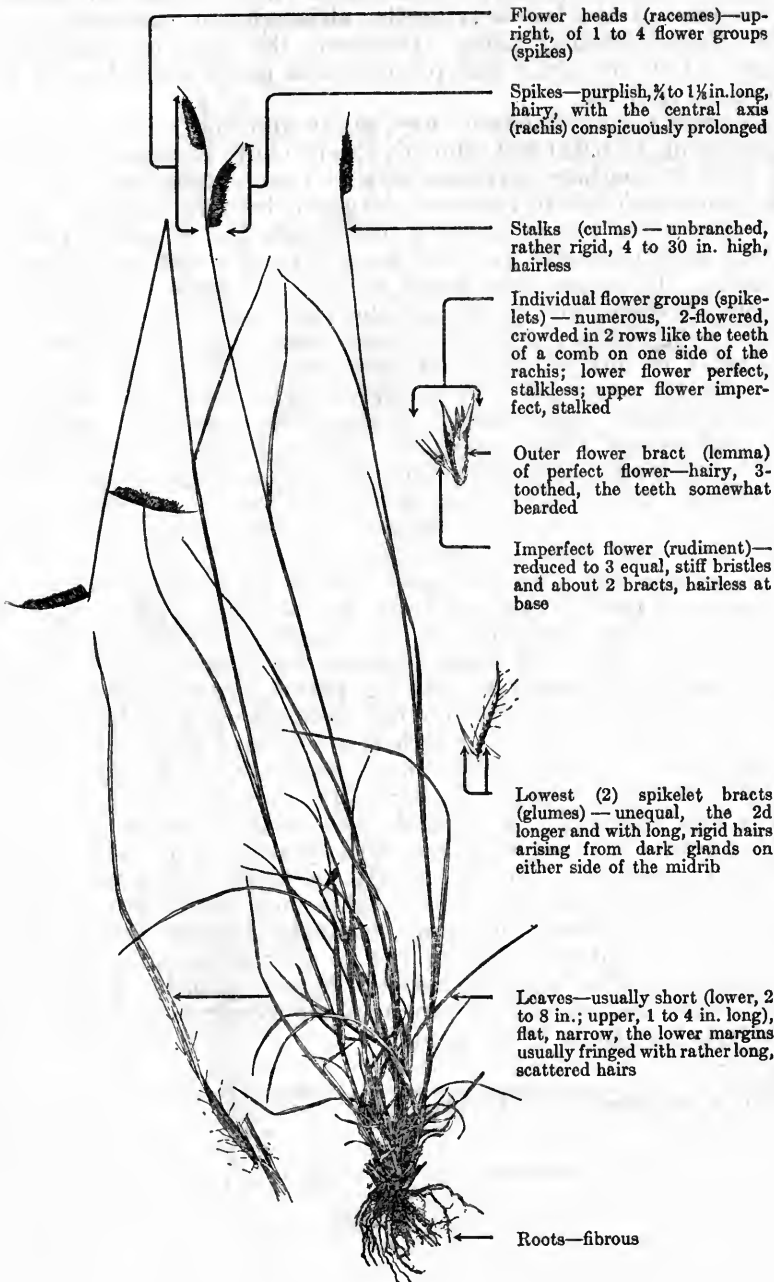 Flower heads (racemes)—up-
right, of 1 to 4 flower groups
(spikes)
Spikes—purplish, ¾ to 1½ in. long,
hairy, with the central axis
(rachis) conspicuously prolonged
Stalks (culms) — unbranched,
rather rigid, 4 to 30 in. high,
hairless
Individual flower groups (spike-
lets) — numerous, 2-flowered,
crowded in 2 rows like the teeth
of a comb on one side of the
rachis; lower flower perfect,
stalkless; upper flower imper-
fect, stalked
Outer flower bract (lemma)
of perfect flower—hairy, 3-
toothed, the teeth somewhat
bearded
Imperfect flower (rudiment)—
reduced to 3 equal, stiff bristles
and about 2 bracts, hairless at
base
Lowest (2) spikelet bracts
(glumes) — unequal, the 2d
longer and with long, rigid hairs
arising from dark glands on
either side of the midrib
Leaves—usually short (lower, 2
to 8 in.; upper, 1 to 4 in. long),
flat, narrow, the lower margins
usually fringed with rather long,
scattered hairs
Roots—fibrous